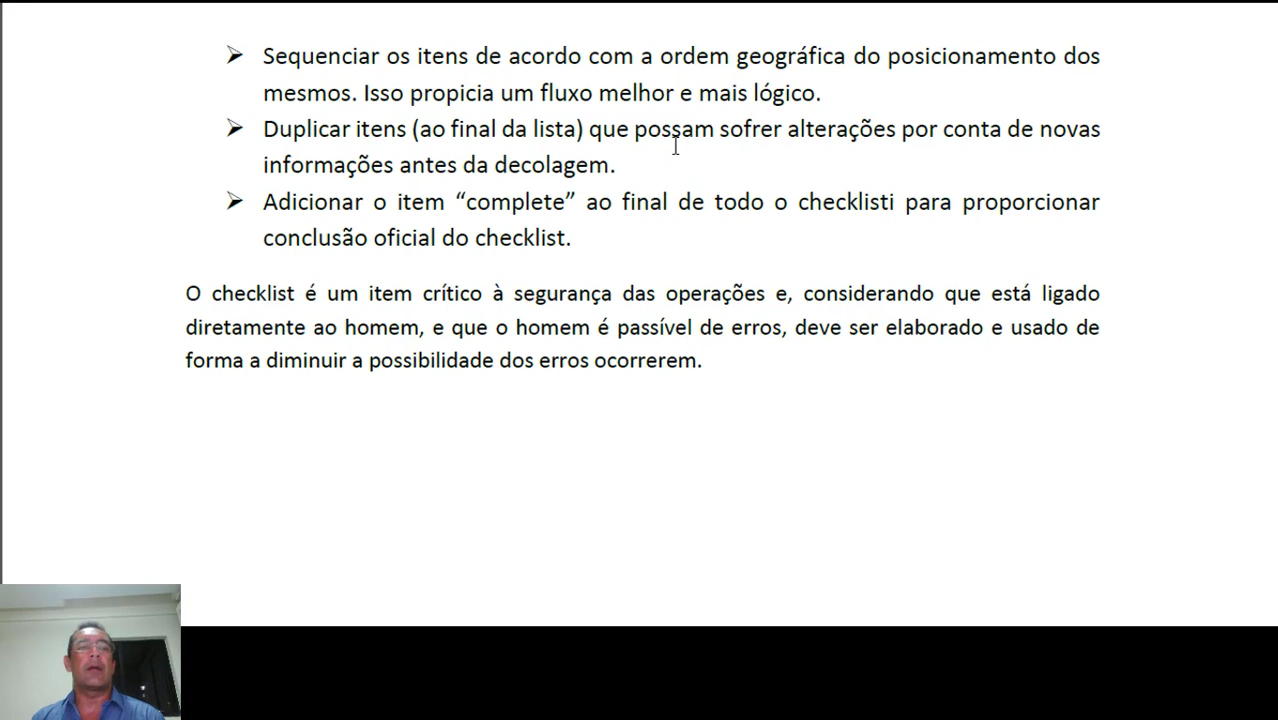 Sequenciar os itens de acordo com a ordem geográfica do posicionamento dos
mesmos. Isso propicia um fluxo melhor e mais lógico.
Duplicar itens (ao final da lista) que possam sofrer alterações por conta de novas
informações antes da decolagem.
Adicionar o item “complete” ao final de todo o checklisti para proporcionar
conclusão oficial do checklist.
O checklist é um item crítico à segurança das operações e, considerando que está ligado
diretamente ao homem, e que o homem é passível de erros, deve ser elaborado e usado de
forma a diminuir a possibilidade dos erros ocorrerem.